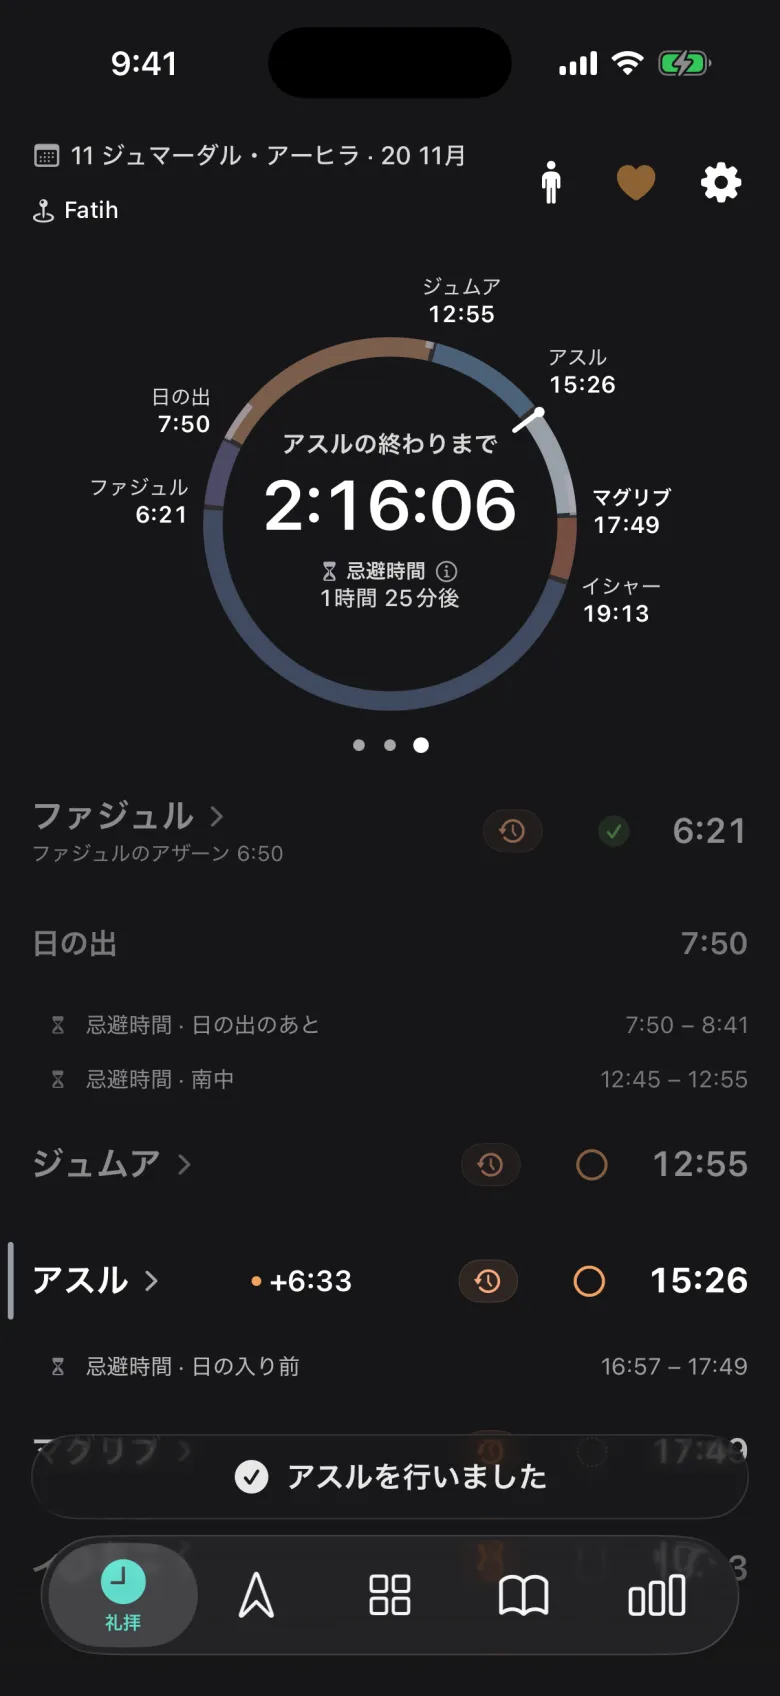 9:41
11 ジュマーダル・アーヒラ · 20 11月
Fatih
ジュムア
12:55
アスル
15:26
日の出
7:50
ファジュル
6:21
マグリブ
17:49
イシャー
19:13
アスルの終わりまで
2:16:06
忌避時間
1時間 25分後
ファジュル
6:21
ファジュルのアザーン 6:50
日の出
7:50
忌避時間 · 日の出のあと
7:50 – 8:41
忌避時間 · 南中
12:45 – 12:55
ジュムア
12:55
アスル
+6:33
15:26
忌避時間 · 日の入り前
16:57 – 17:49
マグリブ
17:49
アスルを行いました
礼拝